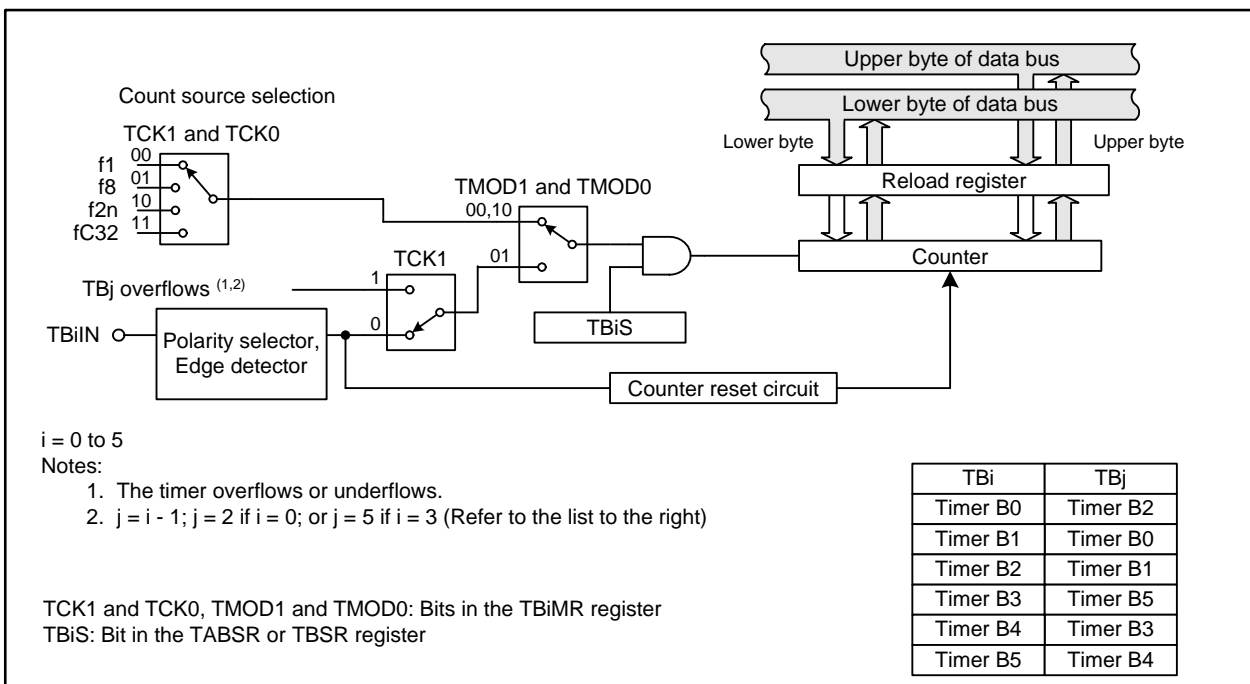 Upper byte of data bus
Lower byte of data bus
Lower byte
Upper byte
Reload register
Counter
Count source selection
TCK1 and TCK0
f1 00
f8 01
f2n 10
fC32 11
TMOD1 and TMOD0
00,10
01
TCK1
TBj overflows (1,2)
1
0
TBiIN
Polarity selector,
Edge detector
TBiS
Counter reset circuit
i = 0 to 5
Notes:
1. The timer overflows or underflows.
2. j = i - 1; j = 2 if i = 0; or j = 5 if i = 3 (Refer to the list to the right)
TCK1 and TCK0, TMOD1 and TMOD0: Bits in the TBiMR register
TBiS: Bit in the TABSR or TBSR register
TBi TBj
Timer B0 Timer B2
Timer B1 Timer B0
Timer B2 Timer B1
Timer B3 Timer B5
Timer B4 Timer B3
Timer B5 Timer B4